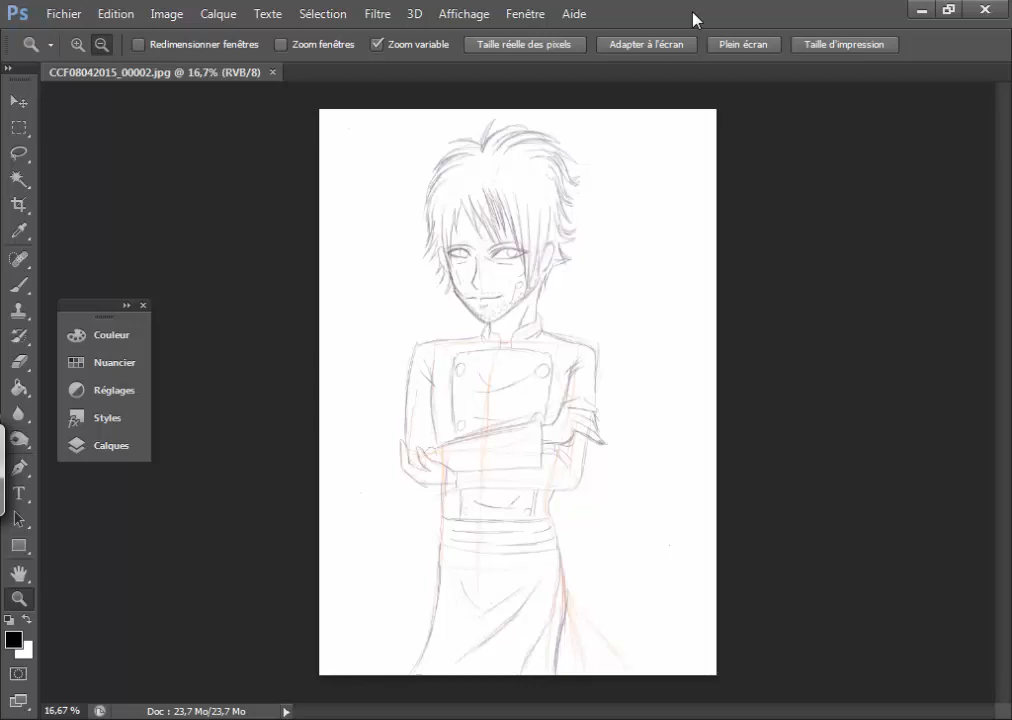 Ps Fichier Edition Image Calque Texte Sélection Filtre 3D Affichage Fenêtre Aide
Redimensionner fenêtres Zoom fenêtres Zoom variable Taille réelle des pixels Adapter à l'écran Plein écran Taille d'impression
CCF08042015_00002.jpg @ 16,7% (RVB/8) ×
Couleur
Nuancier
Réglages
Styles
Calques
T
16,67 % Doc : 23,7 Mo/23,7 Mo